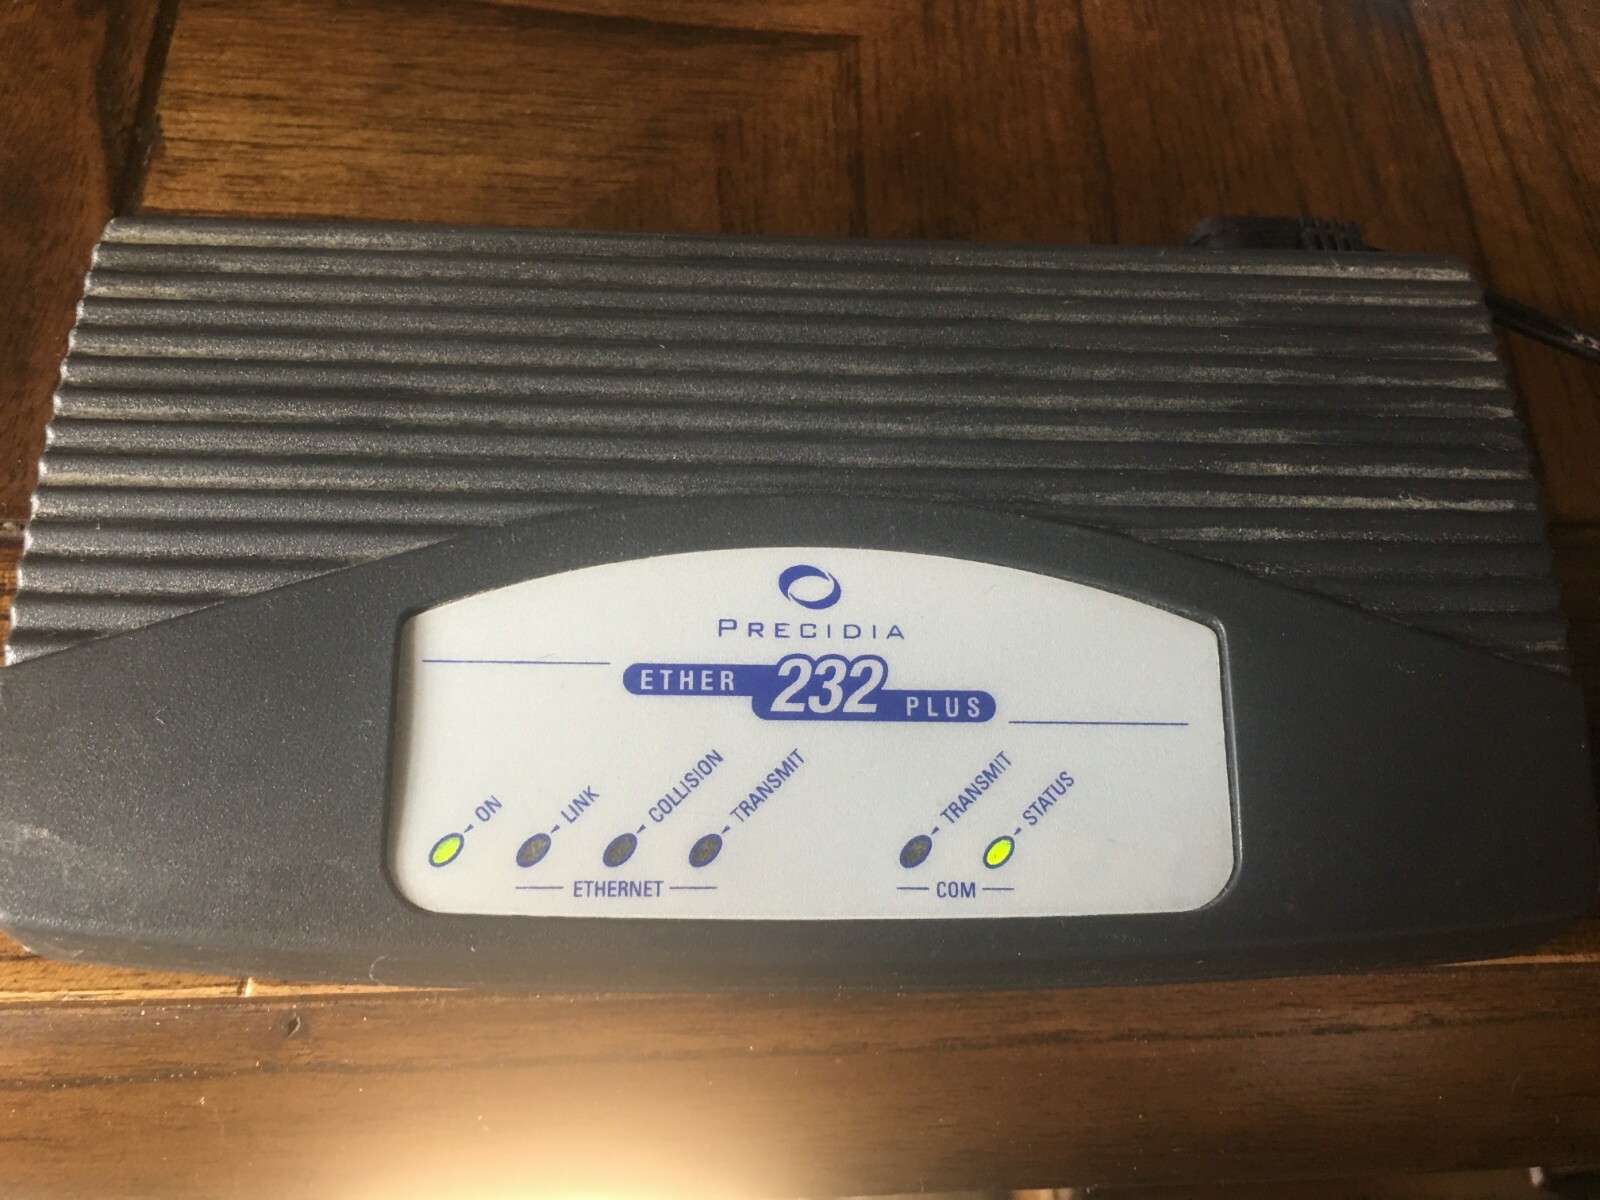 PRECIDIA
ETHER 232 PLUS
ON LINK COLLISION TRANSMIT TRANSMIT STATUS
ETHERNET COM